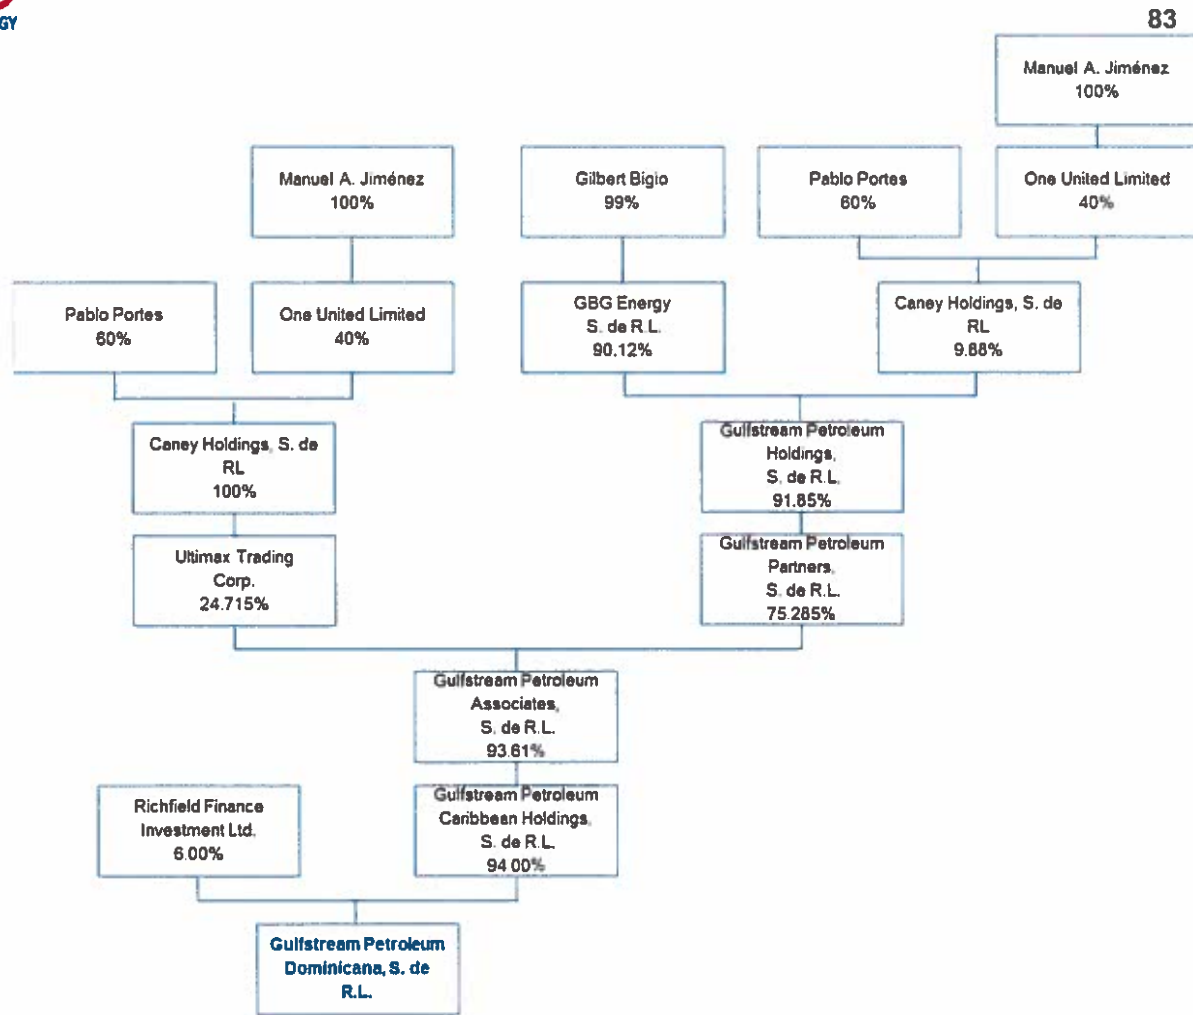 GY
83
Manuel A. Jiménez
100%
Manuel A. Jiménez
100%
Gilbert Bigio
99%
Pablo Portes
60%
One United Limited
40%
Pablo Portes
60%
One United Limited
40%
GBG Energy
S. de R.L.
90.12%
Caney Holdings, S. de
RL
9.88%
Caney Holdings, S. de
RL
100%
Gulfstream Petroleum
Holdings,
S. de R.L.
91.85%
Ultimax Trading
Corp.
24.715%
Gulfstream Petroleum
Partners,
S. de R.L.
75.285%
Gulfstream Petroleum
Associates,
S. de R.L.
93.61%
Richfield Finance
Investment Ltd.
6.00%
Gulfstream Petroleum
Caribbean Holdings,
S. de R.L.
94.00%
Gulfstream Petroleum
Dominicana, S. de
R.L.